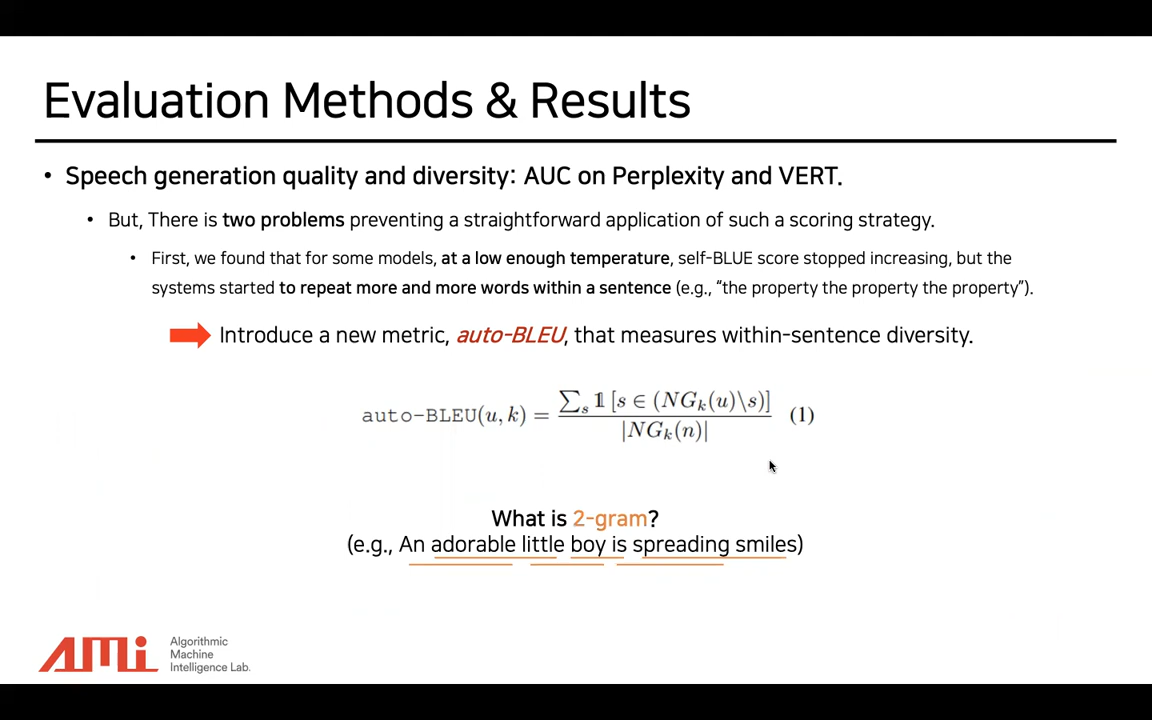 Evaluation Methods & Results
• Speech generation quality and diversity: AUC on Perplexity and VERT.
• But, There is two problems preventing a straightforward application of such a scoring strategy.
• First, we found that for some models, at a low enough temperature, self-BLUE score stopped increasing, but the
systems started to repeat more and more words within a sentence (e.g., “the property the property the property”).
Introduce a new metric, auto-BLEU, that measures within-sentence diversity.
auto-BLEU(u, k) = ∑ₛ 𝟙 [s ∈ (NGₖ(u)\s)] / |NGₖ(n)| (1)
What is 2-gram?
(e.g., An adorable little boy is spreading smiles)
AMi
Algorithmic
Machine
Intelligence Lab.